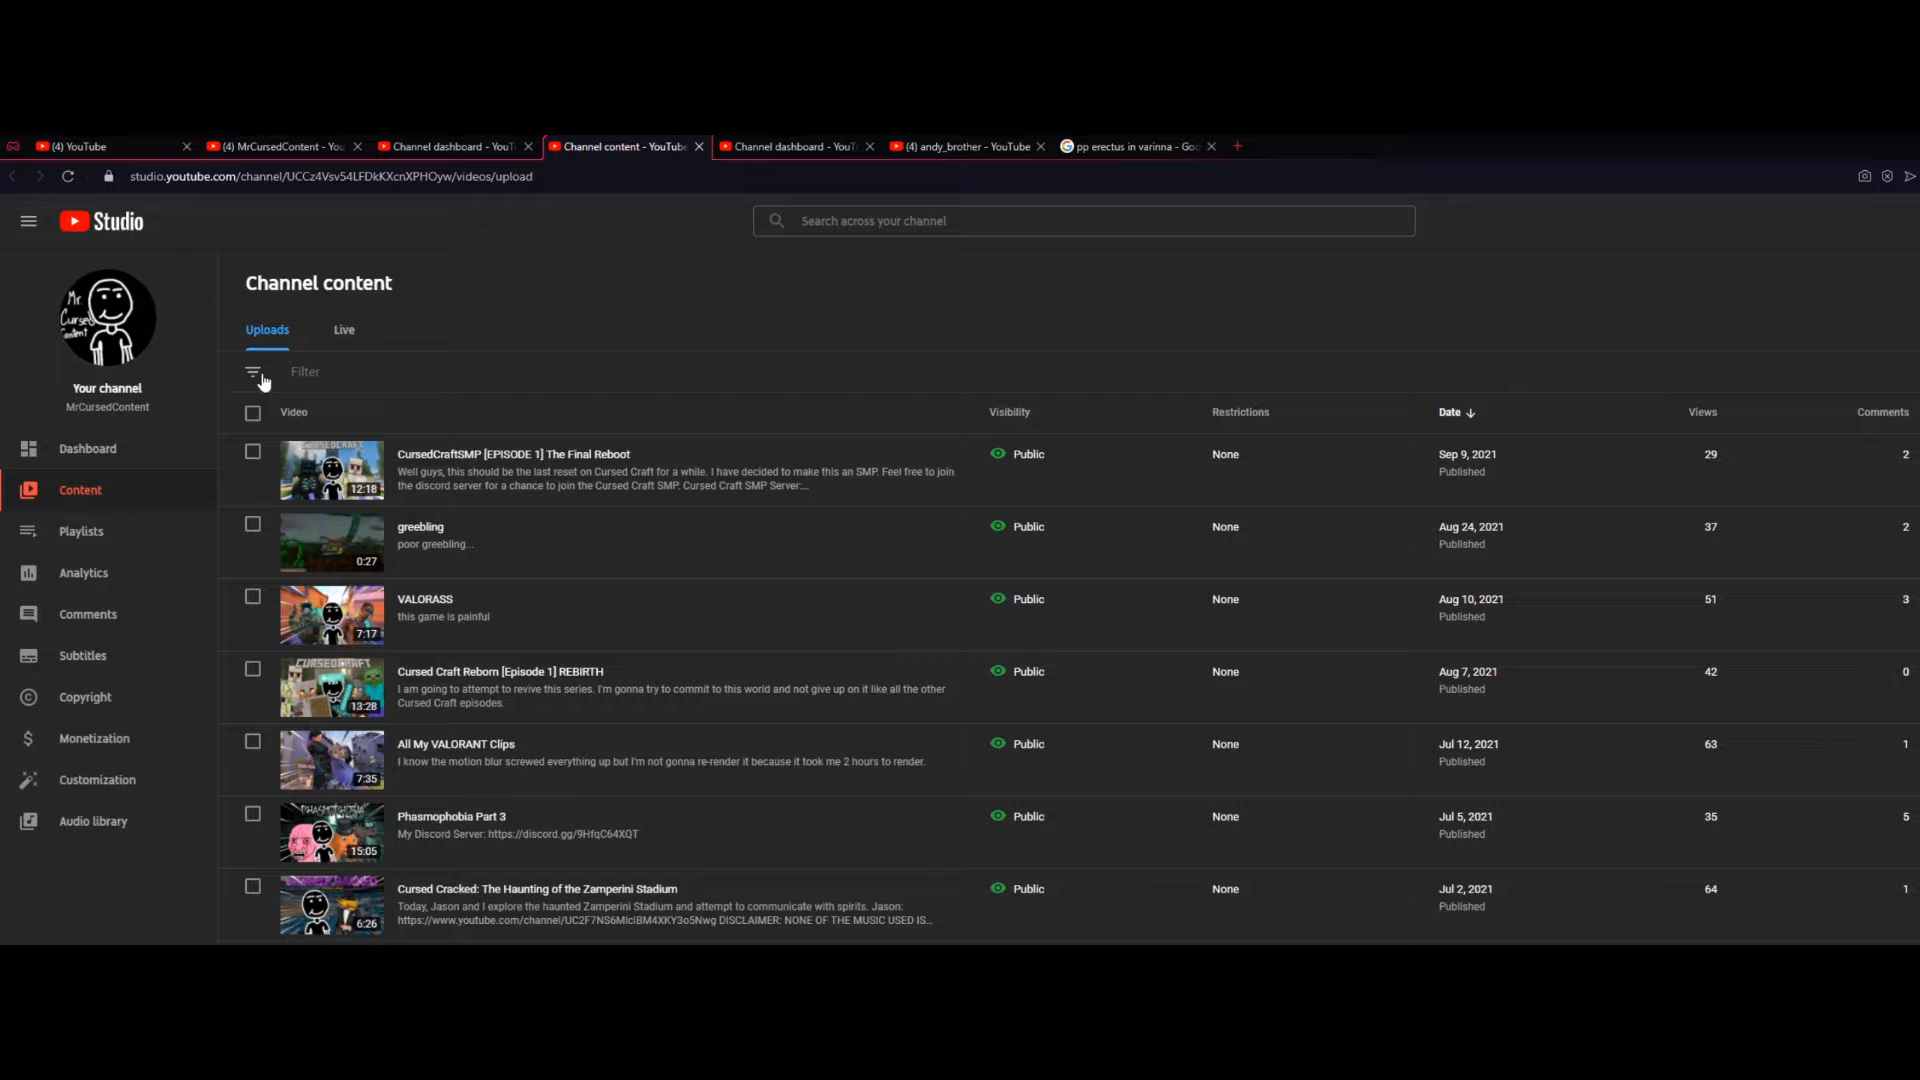 (4) YouTube
(4) MrCursedContent - You
Channel dashboard - YouT
Channel content - YouTube
Channel dashboard - YouT
(4) andy_brother - YouTube
pp erectus in varinna - Goo
studio.youtube.com/channel/UCCz4Vsv54LFDkKXcnXPHOyw/videos/upload
Studio
Search across your channel
Mr. Cursed Content
Your channel
MrCursedContent
Dashboard
Content
Playlists
Analytics
Comments
Subtitles
Copyright
Monetization
Customization
Audio library
Channel content
Uploads Live
Filter
Video Visibility Restrictions Date Views Comments
CURSEDCRAFT
12:18
CursedCraftSMP [EPISODE 1] The Final Reboot Public None Sep 9, 2021 29 2
Well guys, this should be the last reset on Cursed Craft for a while. I have decided to make this an SMP. Feel free to join Published
the discord server for a chance to join the Cursed Craft SMP. Cursed Craft SMP Server:...
0:27
greebling Public None Aug 24, 2021 37 2
poor greebling... Published
7:17
VALORASS Public None Aug 10, 2021 51 3
this game is painful Published
CURSEDCRAFT
13:28
Cursed Craft Reborn [Episode 1] REBIRTH Public None Aug 7, 2021 42 0
I am going to attempt to revive this series. I'm gonna try to commit to this world and not give up on it like all the other Published
Cursed Craft episodes.
7:35
All My VALORANT Clips Public None Jul 12, 2021 63 1
I know the motion blur screwed everything up but I'm not gonna re-render it because it took me 2 hours to render. Published
PHASMOPHOBIA
15:05
Phasmophobia Part 3 Public None Jul 5, 2021 35 5
My Discord Server: https://discord.gg/9HfqC64XQT Published
6:26
Cursed Cracked: The Haunting of the Zamperini Stadium Public None Jul 2, 2021 64 1
Today, Jason and I explore the haunted Zamperini Stadium and attempt to communicate with spirits. Jason: Published
https://www.youtube.com/channel/UC2F7NS6MlcIBM4XKY3o5Nwg DISCLAIMER: NONE OF THE MUSIC USED IS...